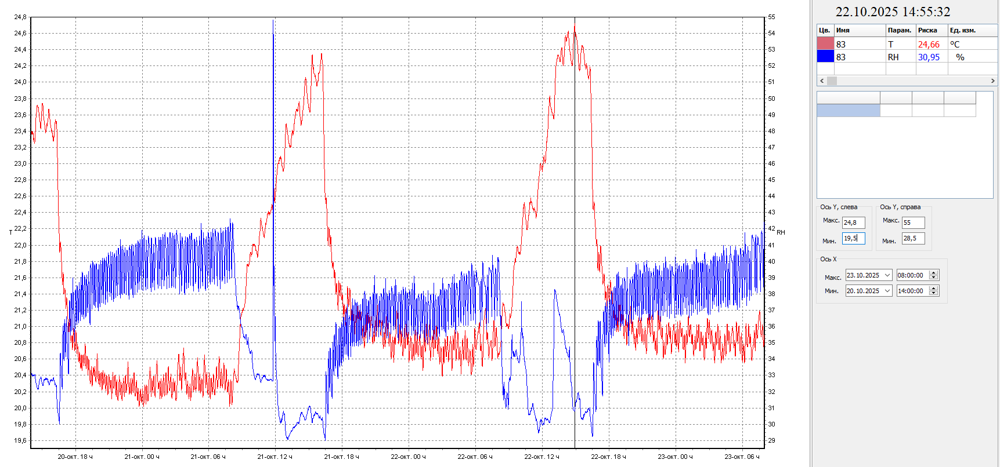 22.10.2025 14:55:32
Цв. Имя Парам. Риска Ед. изм.
83 T 24,66 °C
83 RH 30,95 %
Ось Y, слева Ось Y, справа
Макс. 24,8 Макс. 55
Мин. 19,5 Мин. 28,5
Ось X
Макс. 23.10.2025 08:00:00
Мин. 20.10.2025 14:00:00
24,8 55
24,6 54
24,4 53
24,2 52
24,0 51
23,8 50
23,6 49
23,4 48
23,2 47
23,0 46
22,8 45
22,6 44
22,4 43
T 22,2 42 RH
22,0 41
21,8 40
21,6 39
21,4 38
21,2 37
21,0 36
20,8 35
20,6 34
20,4 33
20,2 32
20,0 31
19,8 30
19,6 29
20-окт. 18 ч 21-окт. 00 ч 21-окт. 06 ч 21-окт. 12 ч 21-окт. 18 ч 22-окт. 00 ч 22-окт. 06 ч 22-окт. 12 ч 22-окт. 18 ч 23-окт. 00 ч 23-окт. 06 ч